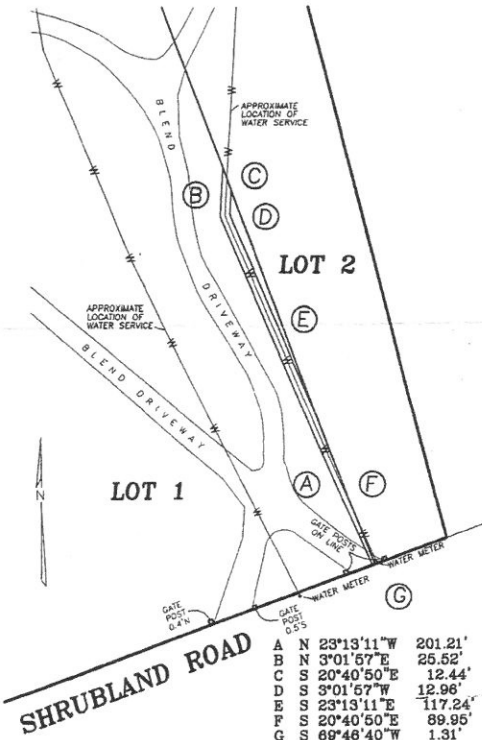 BLEND
APPROXIMATE
LOCATION OF
WATER SERVICE
B
C
D
LOT 2
E
APPROXIMATE
LOCATION OF
WATER SERVICE
DRIVEWAY
BLEND DRIVEWAY
N
LOT 1
A
F
GATE POSTS
ON LINE
WATER METER
WATER METER
G
GATE
POST
0.4'N
GATE
POST
0.5'S
SHRUBLAND ROAD
A N 23°13'11"W 201.21'
B N 3°01'57"E 25.52'
C S 20°40'50"E 12.44'
D S 3°01'57"W 12.96'
E S 23°13'11"E 117.24'
F S 20°40'50"E 89.95'
G S 69°46'40"W 1.31'